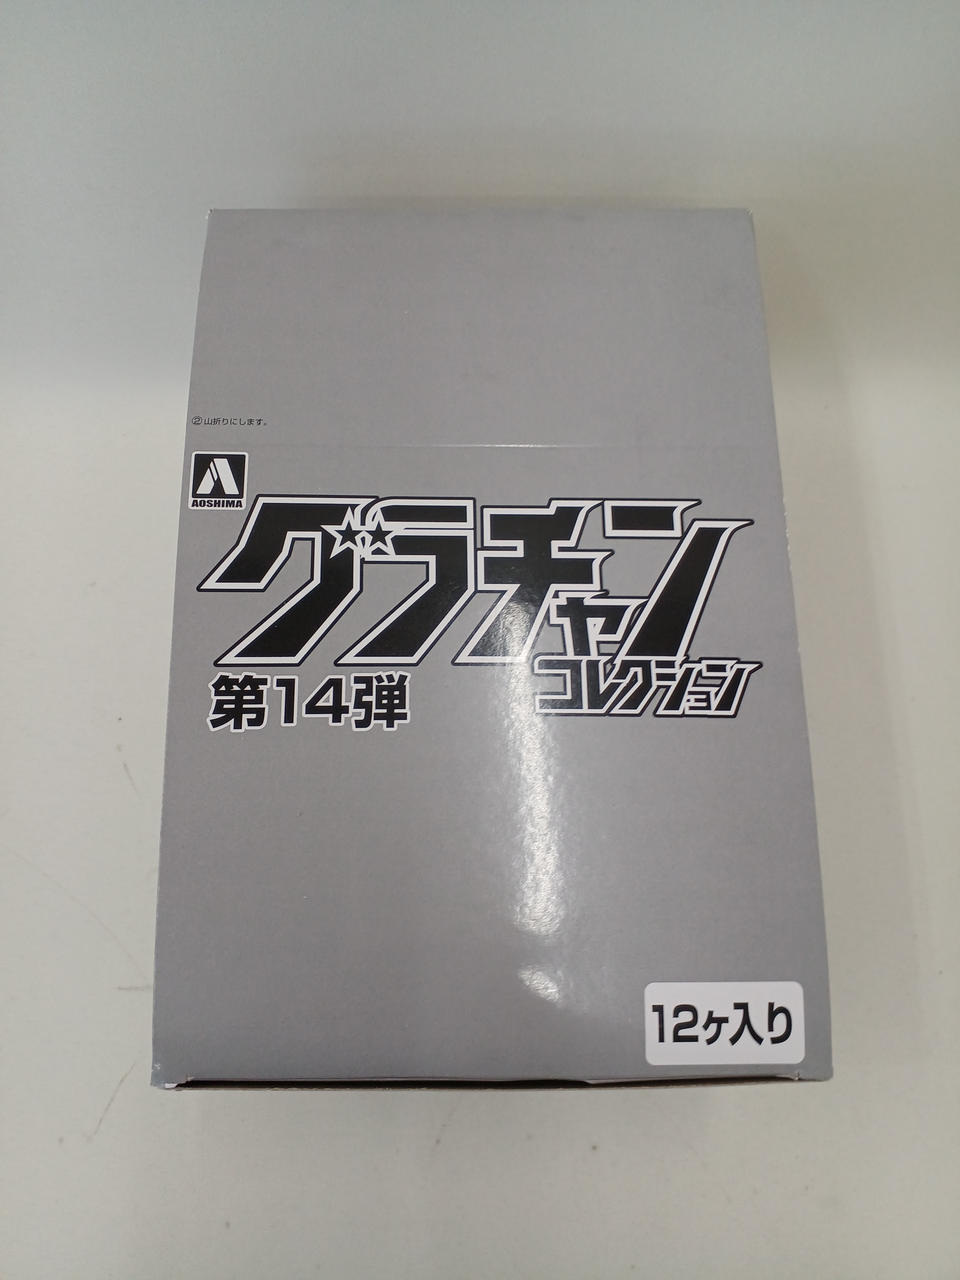 ②山折りにします。
AOSHIMA
グラチャン
コレクション
第14弾
12ヶ入り